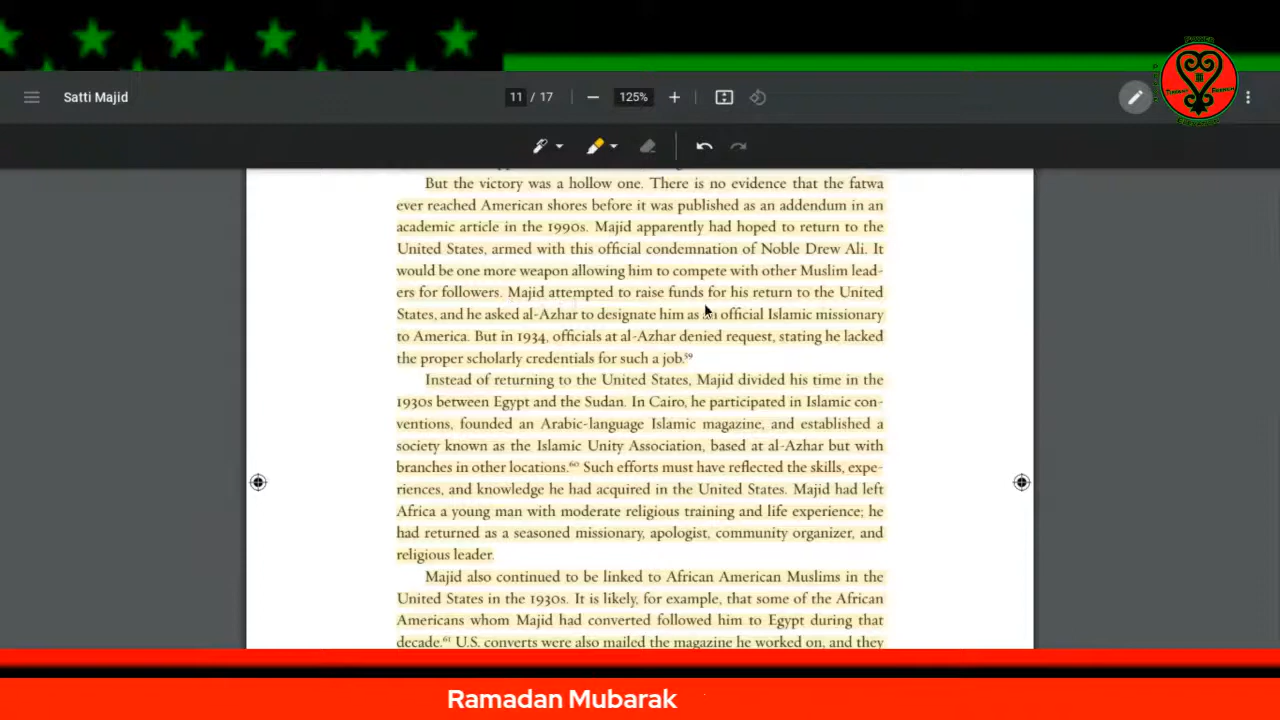 Satti Majid
11 / 17
125%
But the victory was a hollow one. There is no evidence that the fatwa
ever reached American shores before it was published as an addendum in an
academic article in the 1990s. Majid apparently had hoped to return to the
United States, armed with this official condemnation of Noble Drew Ali. It
would be one more weapon allowing him to compete with other Muslim lead-
ers for followers. Majid attempted to raise funds for his return to the United
States, and he asked al-Azhar to designate him as an official Islamic missionary
to America. But in 1934, officials at al-Azhar denied request, stating he lacked
the proper scholarly credentials for such a job.59
Instead of returning to the United States, Majid divided his time in the
1930s between Egypt and the Sudan. In Cairo, he participated in Islamic con-
ventions, founded an Arabic-language Islamic magazine, and established a
society known as the Islamic Unity Association, based at al-Azhar but with
branches in other locations.60 Such efforts must have reflected the skills, expe-
riences, and knowledge he had acquired in the United States. Majid had left
Africa a young man with moderate religious training and life experience; he
had returned as a seasoned missionary, apologist, community organizer, and
religious leader.
Majid also continued to be linked to African American Muslims in the
United States in the 1930s. It is likely, for example, that some of the African
Americans whom Majid had converted followed him to Egypt during that
decade.61 U.S. converts were also mailed the magazine he worked on, and they
Ramadan Mubarak